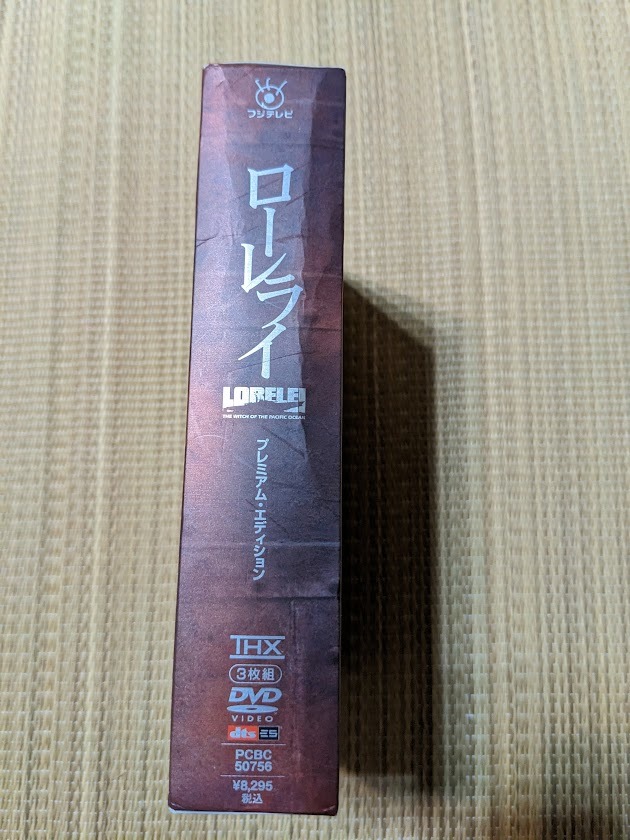 フジテレビ
ローレライ
LORELEI
THE WITCH OF THE PACIFIC OCEAN
プレミアム・エディション
THX
3枚組
DVD
VIDEO
dts ES
PCBC
50756
¥8,295
税込